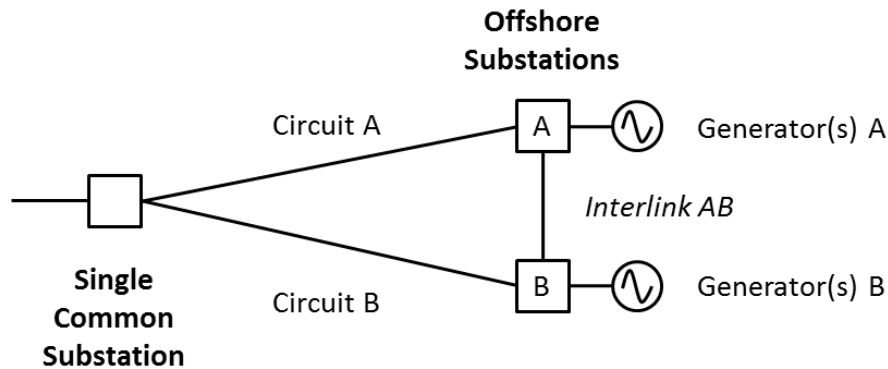 Offshore
Substations
Circuit A
A
Generator(s) A
Interlink AB
B
Generator(s) B
Circuit B
Single
Common
Substation